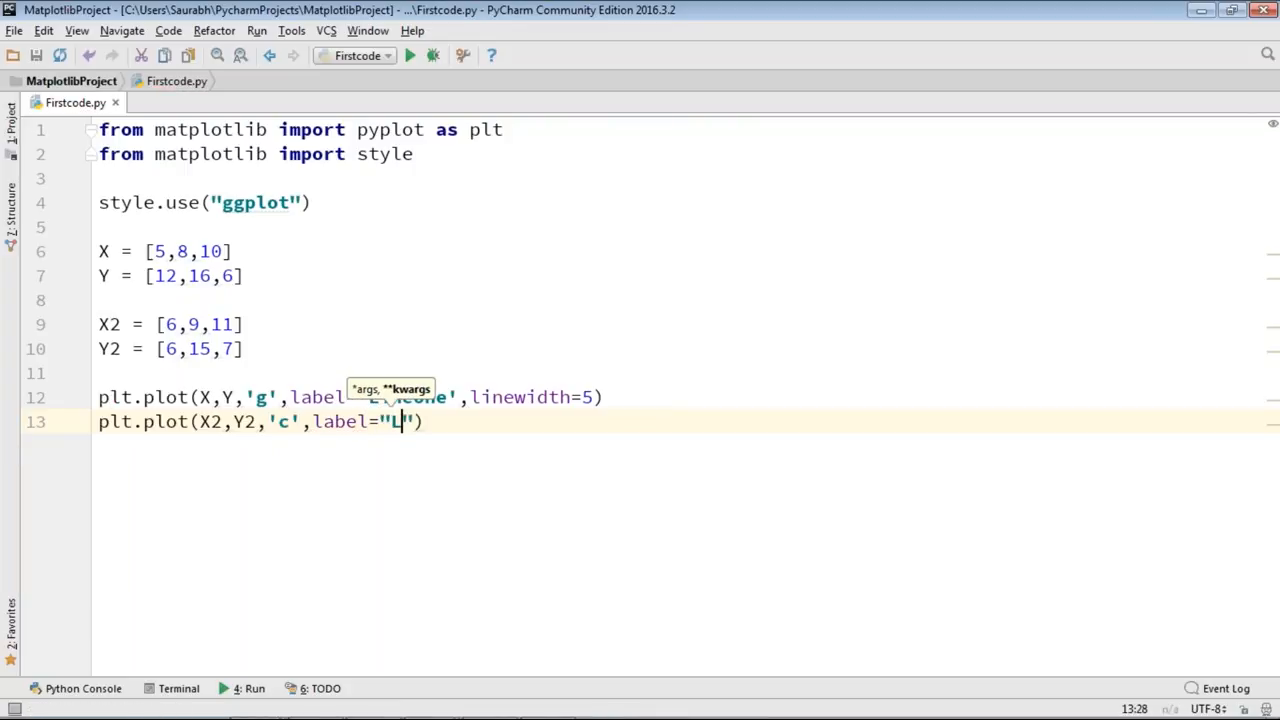 MatplotlibProject - [C:\Users\Saurabh\PycharmProjects\MatplotlibProject] - ...\Firstcode.py - PyCharm Community Edition 2016.3.2
File Edit View Navigate Code Refactor Run Tools VCS Window Help
Firstcode
MatplotlibProject Firstcode.py
Firstcode.py
1: Project
Z: Structure
2: Favorites
1 from matplotlib import pyplot as plt
2 from matplotlib import style
3
4 style.use("ggplot")
5
6 X = [5,8,10]
7 Y = [12,16,6]
8
9 X2 = [6,9,11]
10 Y2 = [6,15,7]
11
*args, **kwargs
12 plt.plot(X,Y,'g',label ,linewidth=5)
13 plt.plot(X2,Y2,'c',label="L")
Python Console Terminal 4: Run 6: TODO Event Log
13:28 n/a UTF-8